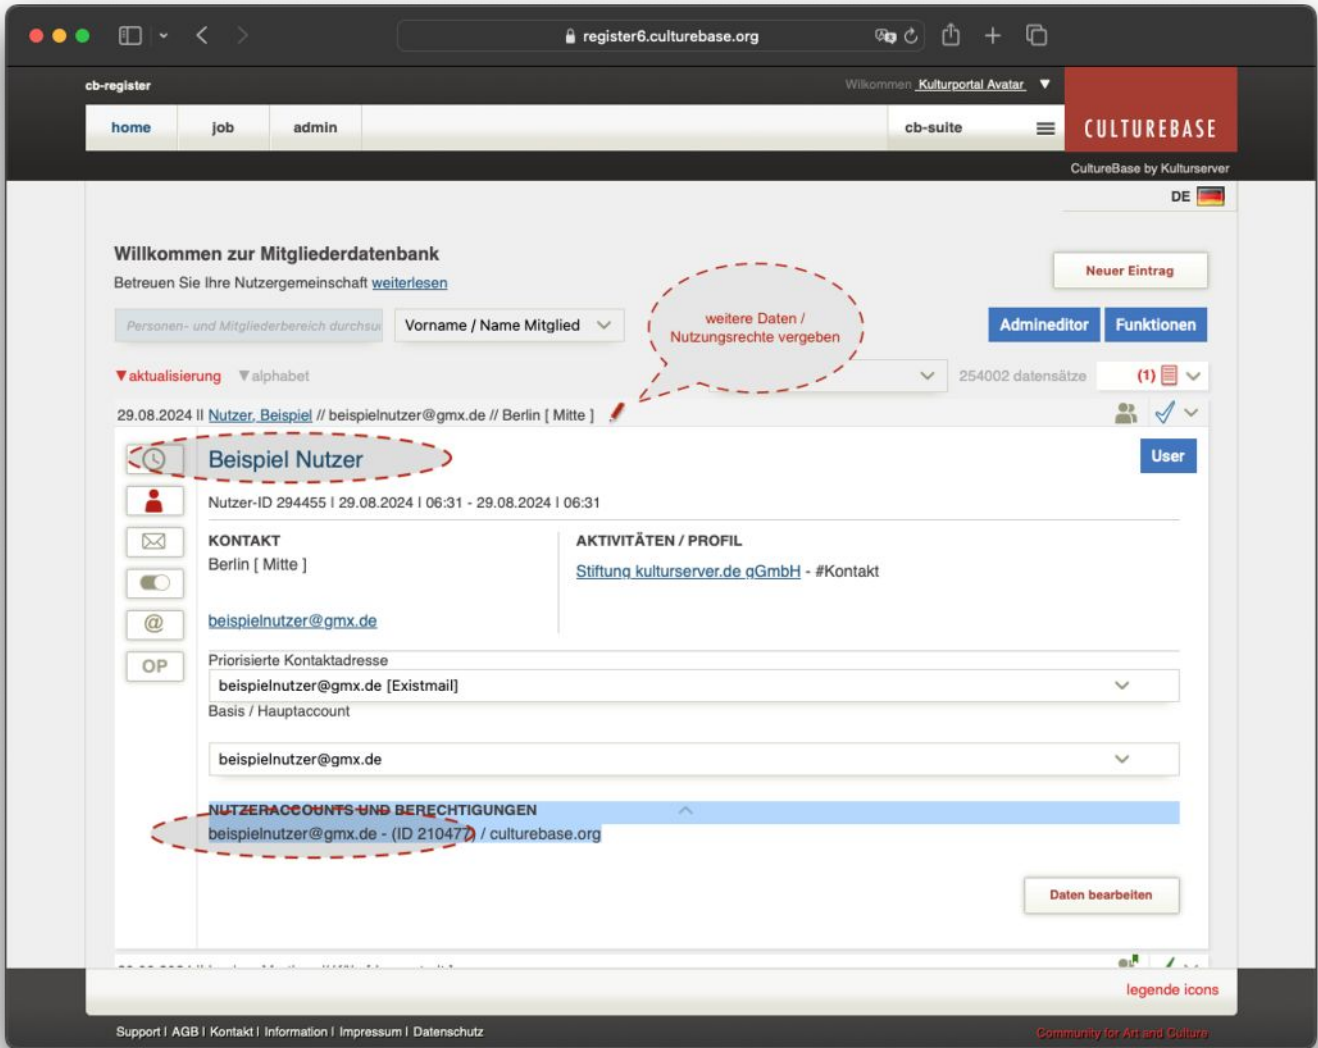 register6.culturebase.org
cb-register
Willkommen Kulturportal Avatar ▼
home job admin cb-suite
CULTUREBASE
CultureBase by Kulturserver
DE
Willkommen zur Mitgliederdatenbank
Neuer Eintrag
Betreuen Sie Ihre Nutzergemeinschaft weiterlesen
Personen- und Mitgliederbereich durchsu
Vorname / Name Mitglied
weitere Daten /
Nutzungsrechte vergeben
Admineditor Funktionen
▼aktualisierung ▼alphabet
254002 datensätze
(1)
29.08.2024 II Nutzer, Beispiel // beispielnutzer@gmx.de // Berlin [ Mitte ]
Beispiel Nutzer
User
Nutzer-ID 294455 I 29.08.2024 I 06:31 - 29.08.2024 I 06:31
KONTAKT
Berlin [ Mitte ]
beispielnutzer@gmx.de
AKTIVITÄTEN / PROFIL
Stiftung kulturserver.de gGmbH - #Kontakt
@
OP
Priorisierte Kontaktadresse
beispielnutzer@gmx.de [Existmail]
Basis / Hauptaccount
beispielnutzer@gmx.de
NUTZERACCOUNTS UND BERECHTIGUNGEN
beispielnutzer@gmx.de - (ID 210477) / culturebase.org
Daten bearbeiten
legende icons
Support I AGB I Kontakt I Information I Impressum I Datenschutz
Community for Art and Culture